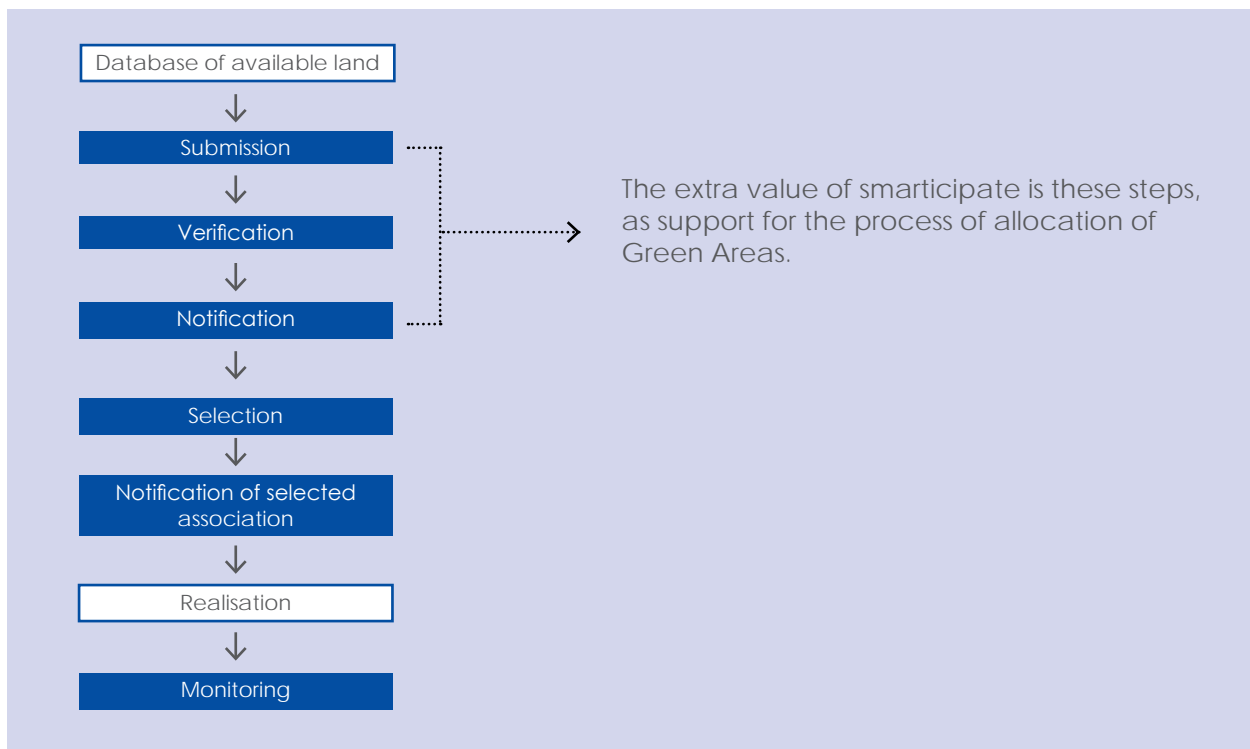 Database of available land
Submission
Verification
Notification
The extra value of smarticipate is these steps,
as support for the process of allocation of
Green Areas.
Selection
Notification of selected
association
Realisation
Monitoring